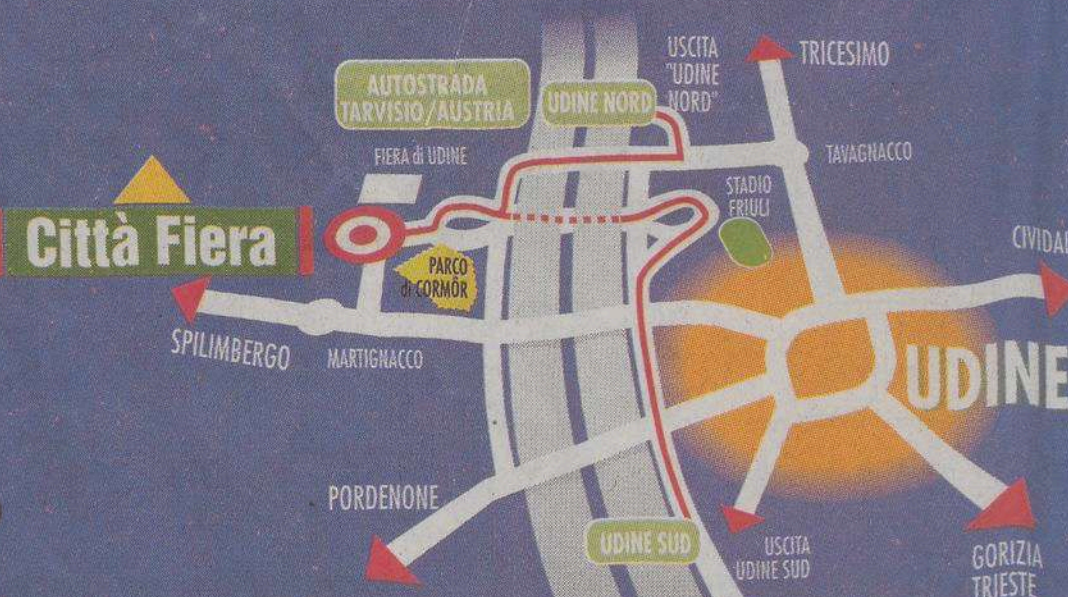 AUTOSTRADA
TARVISIO/AUSTRIA
UDINE NORD
USCITA
"UDINE
NORD"
TRICESIMO
FIERA di UDINE
TAVAGNACCO
STADIO
FRIULI
Città Fiera
PARCO
di CORMÔR
CIVIDAL
SPILIMBERGO
MARTIGNACCO
UDINE
PORDENONE
UDINE SUD
USCITA
UDINE SUD
GORIZIA
TRIESTE